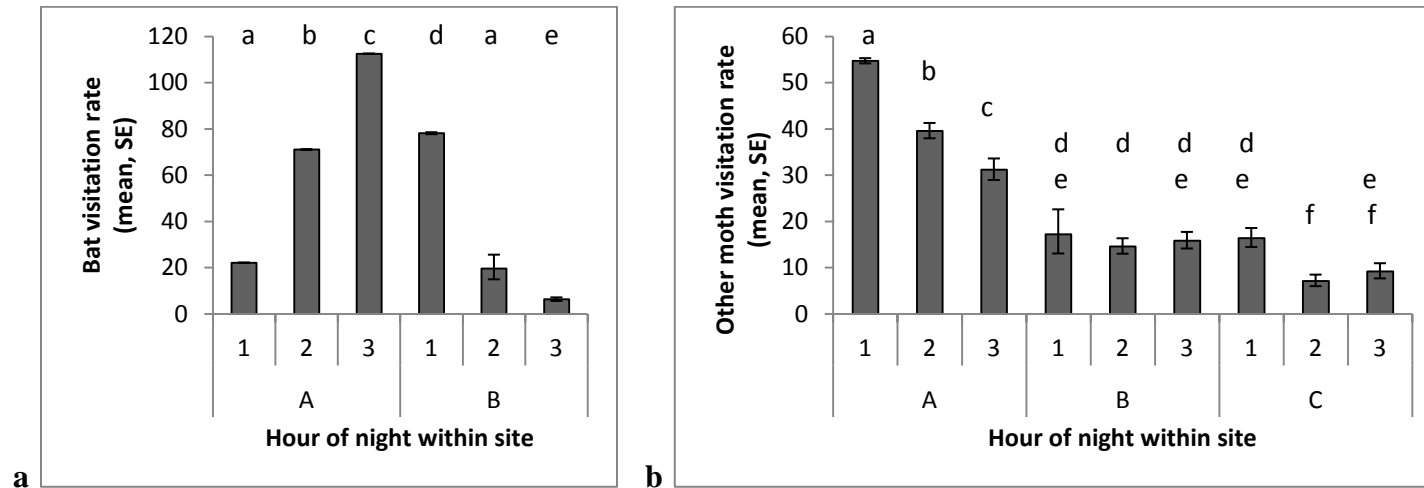 120
100
80
60
40
20
0
Bat visitation rate
(mean, SE)
a b c d a e
1 2 3 1 2 3
A B
Hour of night within site
a
60
50
40
30
20
10
0
Other moth visitation rate
(mean, SE)
a
b
c
d d d d
e e e e
f f
1 2 3 1 2 3 1 2 3
A B C
Hour of night within site
b